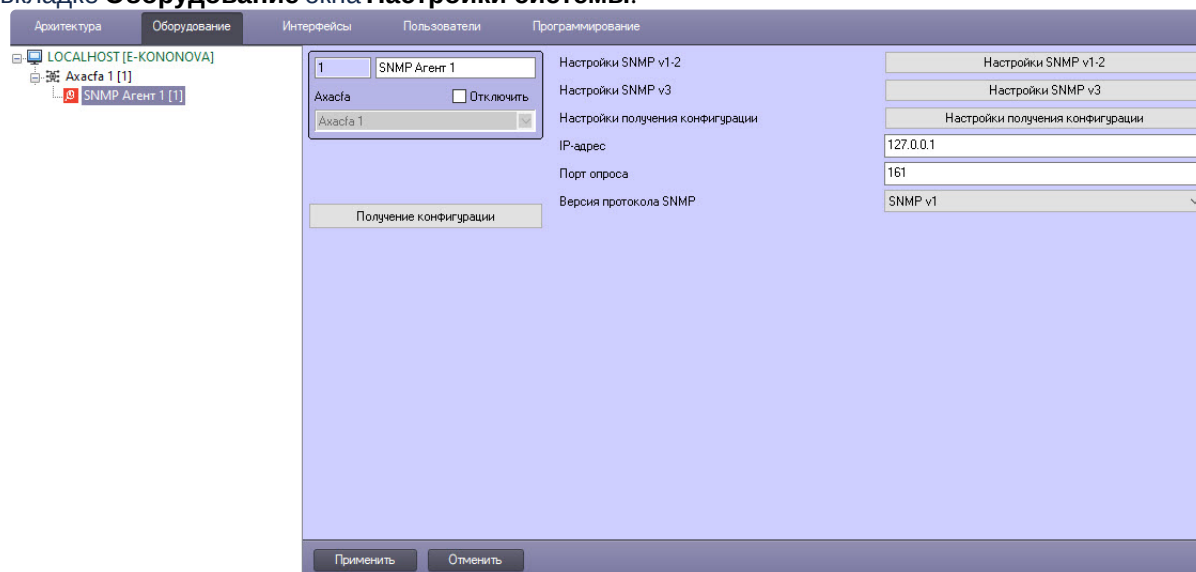 вкладке Оборудование окна Настройки системы.
Архитектура Оборудование Интерфейсы Пользователи Программирование
LOCALHOST [E-KONONOVA]
Axacfa 1 [1]
SNMP Агент 1 [1]
1 SNMP Агент 1
Axacfa Отключить
Axacfa 1
Получение конфигурации
Настройки SNMP v1-2 Настройки SNMP v1-2
Настройки SNMP v3 Настройки SNMP v3
Настройки получения конфигурации Настройки получения конфигурации
IP-адрес 127.0.0.1
Порт опроса 161
Версия протокола SNMP SNMP v1
Применить Отменить